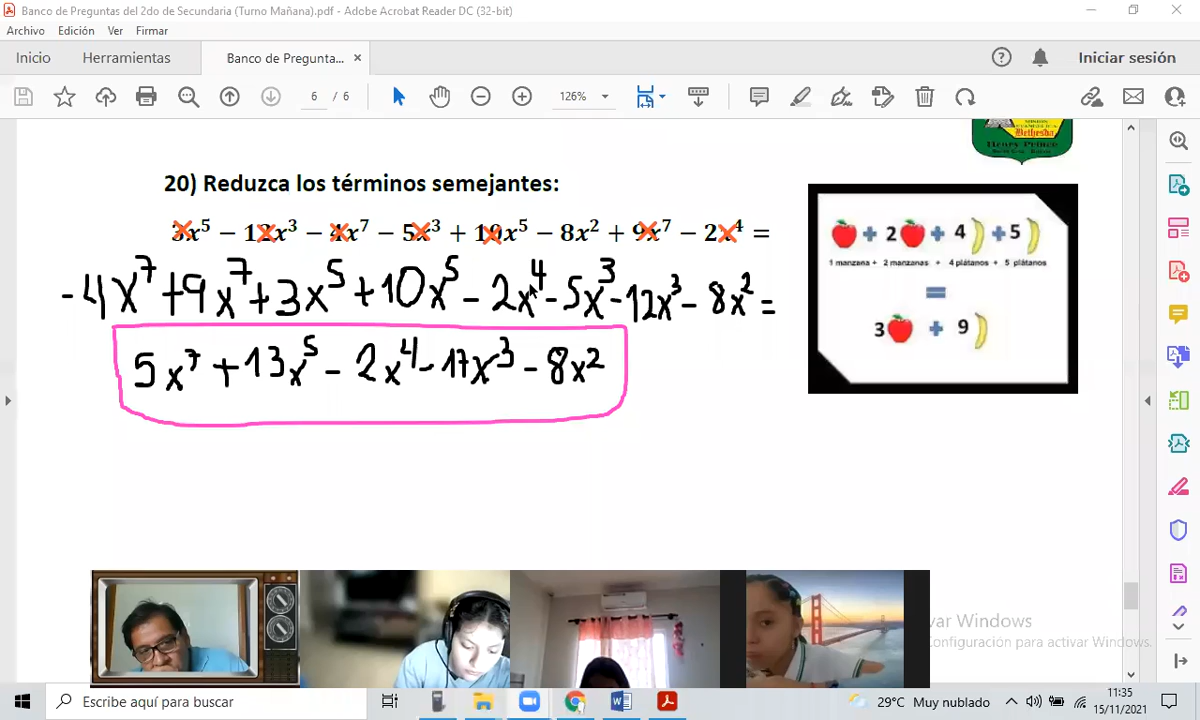 Banco de Preguntas del 2do de Secundaria (Turno Mañana).pdf - Adobe Acrobat Reader DC (32-bit)
Archivo Edición Ver Firmar
Inicio Herramientas Banco de Pregunta... × Iniciar sesión
6 / 6 126%
Bethesda
Henry Prince
20) Reduzca los términos semejantes:
3x⁵ − 12x³ − 4x⁷ − 5x³ + 10x⁵ − 8x² + 9x⁷ − 2x⁴ =
-4x⁷+9x⁷+3x⁵+10x⁵-2x⁴-5x³-12x³-8x²=
5x⁷+13x⁵-2x⁴-17x³-8x²
+ 2 + 4 + 5
1 manzana + 2 manzanas + 4 plátanos + 5 plátanos
=
3 + 9
var Windows
Configuración para activar Windows.
Escribe aquí para buscar
29°C Muy nublado
11:35
15/11/2021